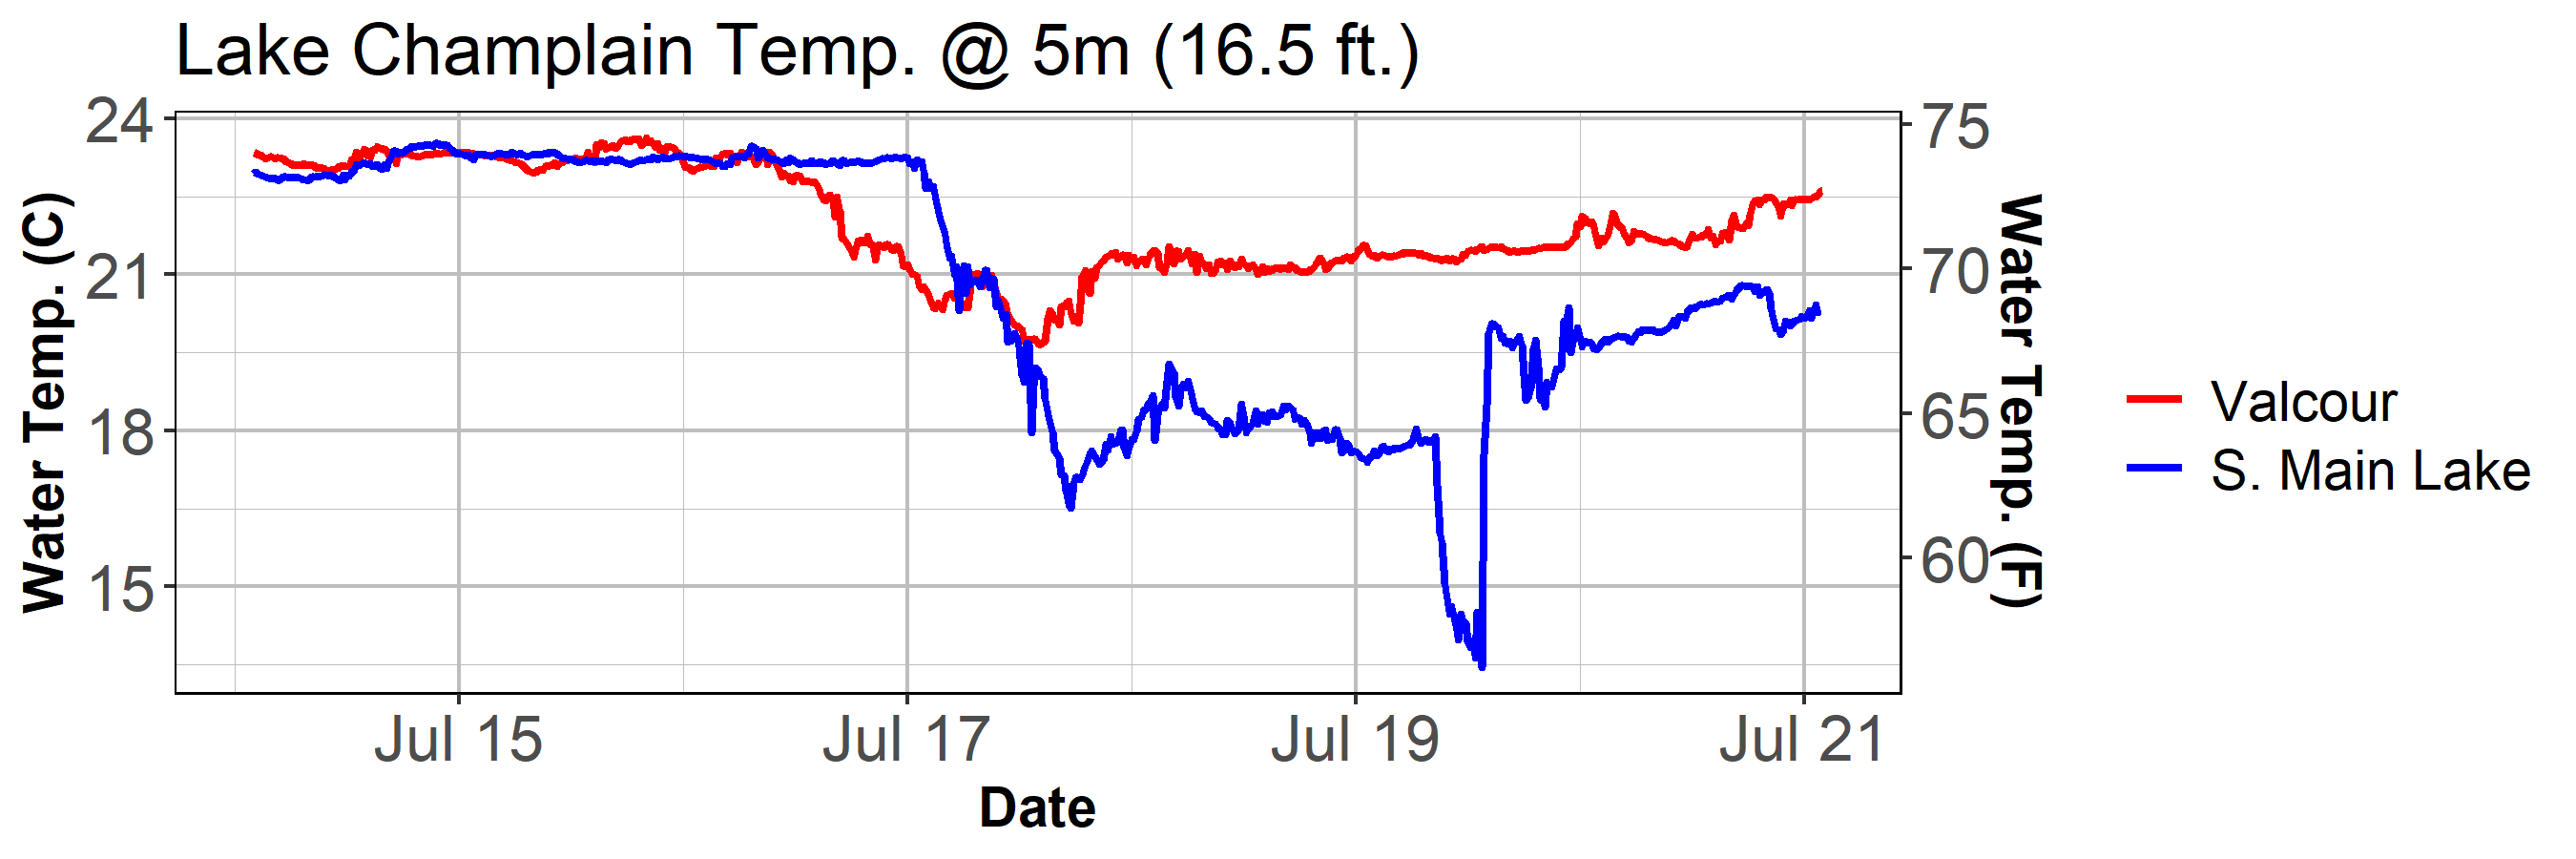 Lake Champlain Temp. @ 5m (16.5 ft.)
24
21
18
15
Water Temp. (C)
75
70
65
60
Water Temp. (F)
Jul 15
Jul 17
Jul 19
Jul 21
Date
Valcour
S. Main Lake